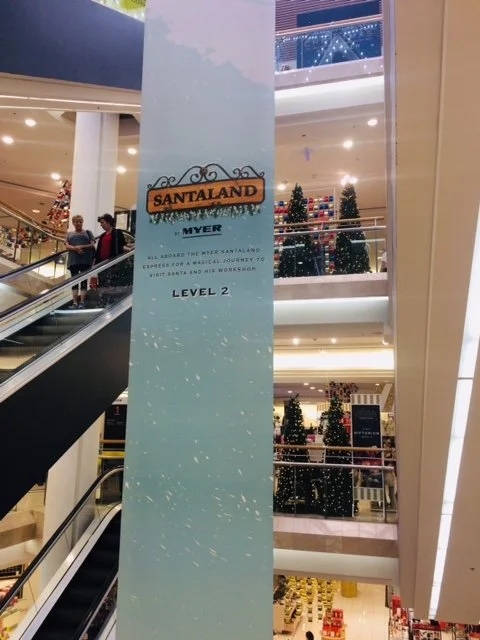 SANTALAND
BY MYER
ALL ABOARD THE MYER SANTALAND
EXPRESS FOR A MAGICAL JOURNEY TO
VISIT SANTA AND HIS WORKSHOP
LEVEL 2